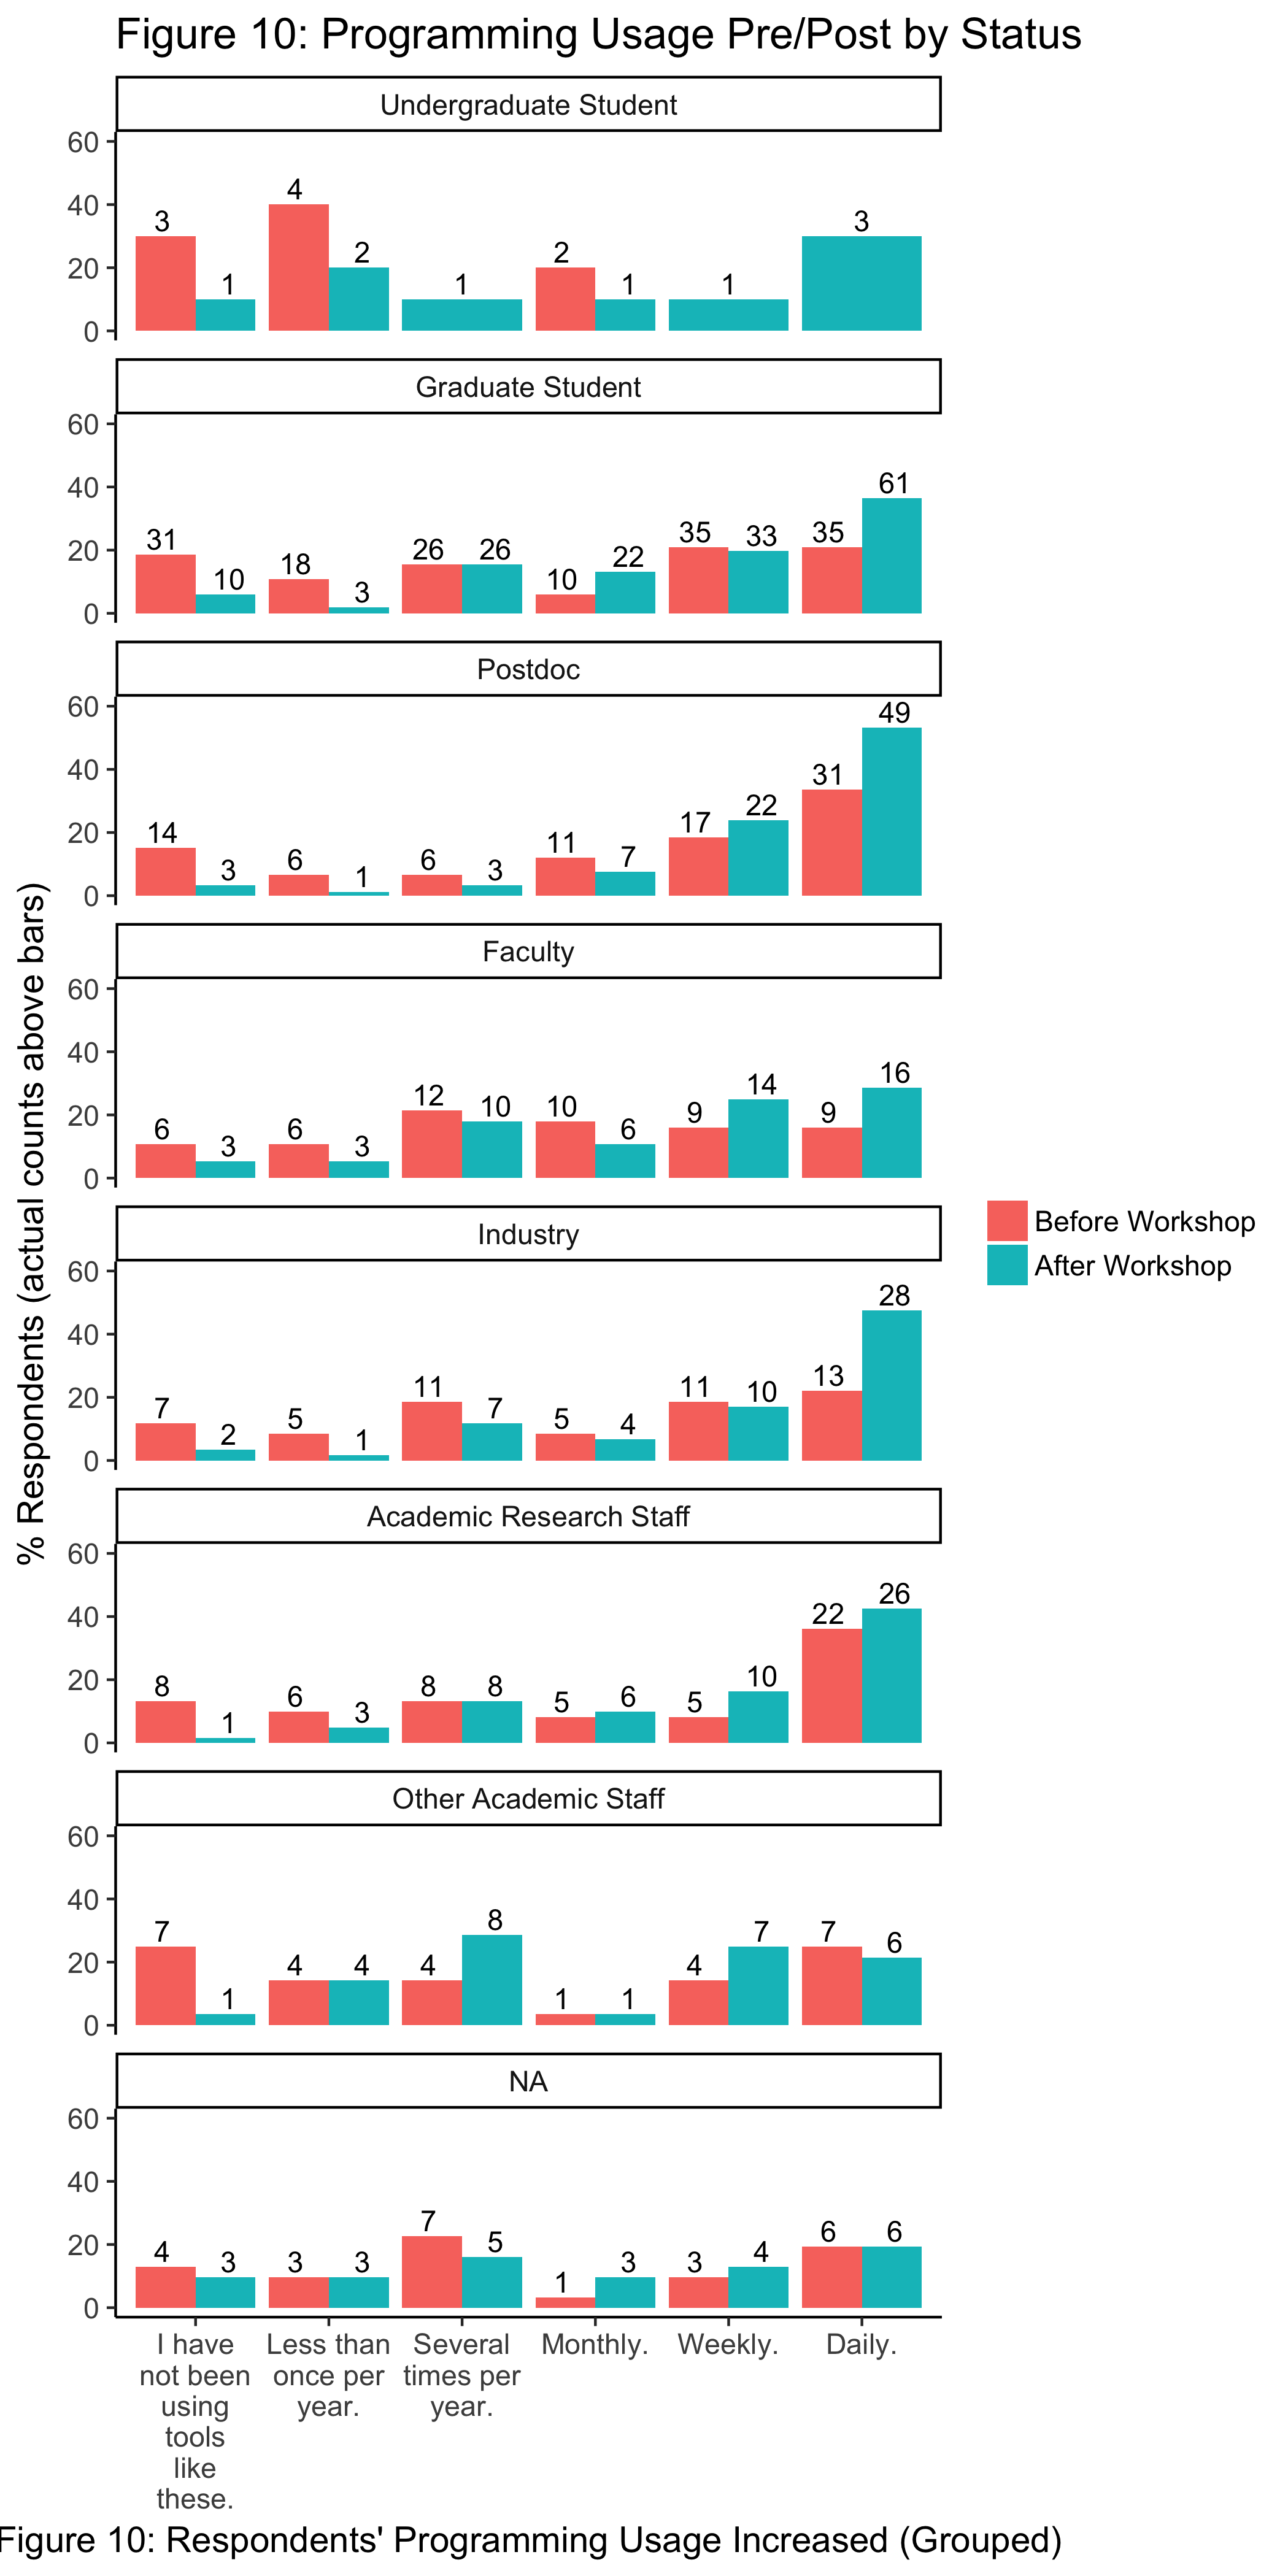 Figure 10: Programming Usage Pre/Post by Status
% Respondents (actual counts above bars)
Undergraduate Student
60
40
20
0
3 1 4 2 1 2 1 1 3
Graduate Student
60
40
20
0
31 10 18 3 26 26 10 22 35 33 35 61
Postdoc
60
40
20
0
14 3 6 1 6 3 11 7 17 22 31 49
Faculty
60
40
20
0
6 3 6 3 12 10 10 6 9 14 9 16
Industry
60
40
20
0
7 2 5 1 11 7 5 4 11 10 13 28
Academic Research Staff
60
40
20
0
8 1 6 3 8 8 5 6 5 10 22 26
Other Academic Staff
60
40
20
0
7 1 4 4 4 8 1 1 4 7 7 6
NA
60
40
20
0
4 3 3 3 7 5 1 3 3 4 6 6
I have
not been
using
tools
like
these.
Less than
once per
year.
Several
times per
year.
Monthly.
Weekly.
Daily.
Before Workshop
After Workshop
Figure 10: Respondents' Programming Usage Increased (Grouped)